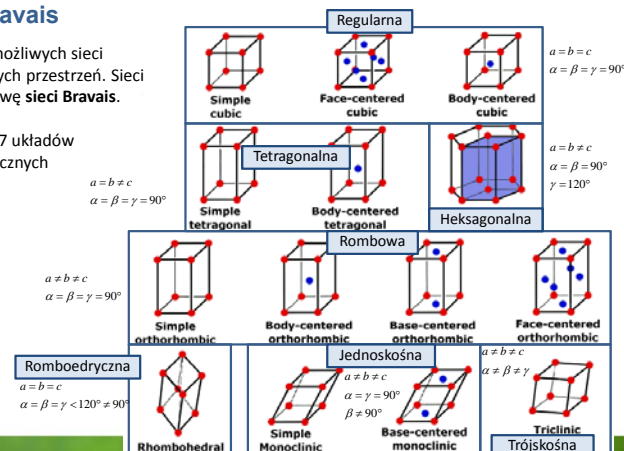 avais
ożliwych sieci
ych przestrzeń. Sieci
wę sieci Bravais.
7 układów
cznych
Regularna
Simple
cubic
Face-centered
cubic
Body-centered
cubic
a = b = c
α = β = γ = 90°
Tetragonalna
a = b ≠ c
α = β = γ = 90°
Simple
tetragonal
Body-centered
tetragonal
Heksagonalna
a = b ≠ c
α = β = 90°
γ = 120°
Rombowa
a ≠ b ≠ c
α = β = γ = 90°
Simple
orthorhombic
Body-centered
orthorhombic
Base-centered
orthorhombic
Face-centered
orthorhombic
Romboedryczna
a = b = c
α = β = γ < 120° ≠ 90°
Rhombohedral
Jednoskośna
a ≠ b ≠ c
α = γ = 90°
β ≠ 90°
Simple
Monoclinic
Base-centered
monoclinic
a ≠ b ≠ c
α ≠ β ≠ γ
Triclinic
Trójskośna